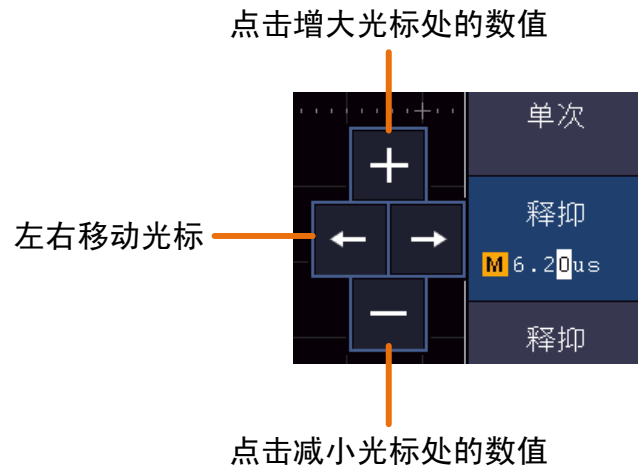 点击增大光标处的数值
单次
释抑
左右移动光标
M 6.20us
释抑
点击减小光标处的数值